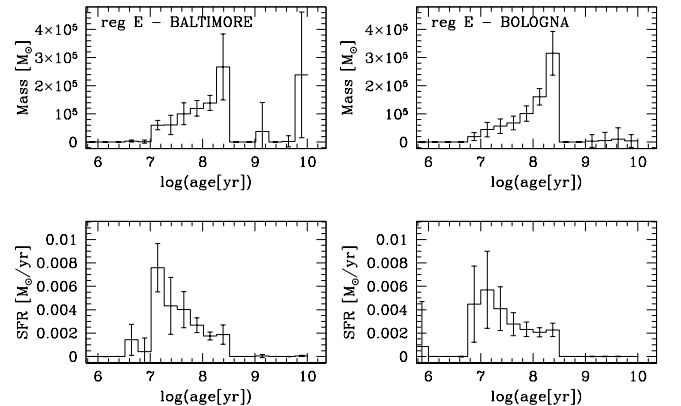 reg E – BALTIMORE
Mass [M☉]
4×10⁵
3×10⁵
2×10⁵
10⁵
0
6 7 8 9 10
log(age[yr])
reg E – BOLOGNA
Mass [M☉]
4×10⁵
3×10⁵
2×10⁵
10⁵
0
6 7 8 9 10
log(age[yr])
SFR [M☉/yr]
0.01
0.008
0.006
0.004
0.002
0
6 7 8 9 10
log(age[yr])
SFR [M☉/yr]
0.01
0.008
0.006
0.004
0.002
0
6 7 8 9 10
log(age[yr])